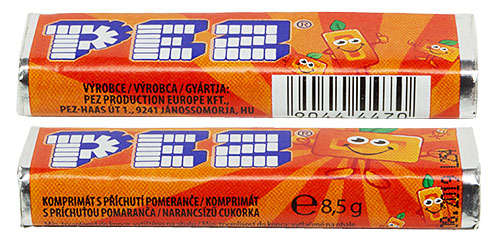 PEZ®
VÝROBCE / VÝROBCA / GYÁRTJA:
PEZ PRODUCTION EUROPE KFT.,
PEZ-HAAS ÚT 1., 9241 JÁNOSSOMORJA, HU
PEZ®
KOMPRIMÁT S PŘÍCHUTÍ POMERANČE / KOMPRIMÁT
S PRÍCHUŤOU POMARANČA / NARANCSÍZŰ CUKORKA
e 8,5 g